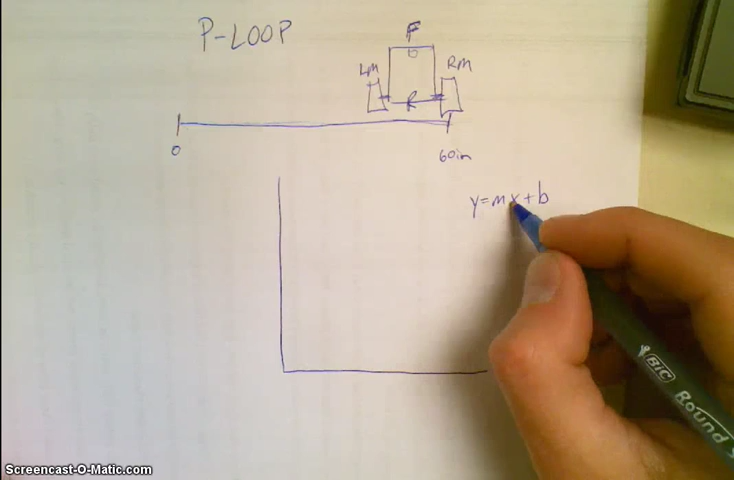 P-LOOP
F
LM
RM
R
0
60in
y=mx+b
BIC Round
Screencast-O-Matic.com